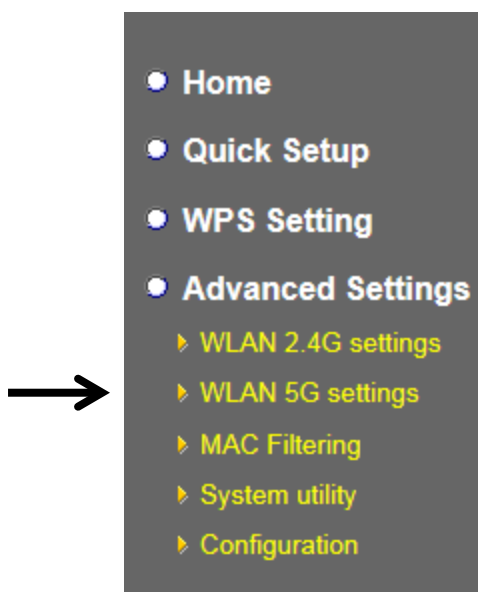 Home
Quick Setup
WPS Setting
Advanced Settings
WLAN 2.4G settings
WLAN 5G settings
MAC Filtering
System utility
Configuration